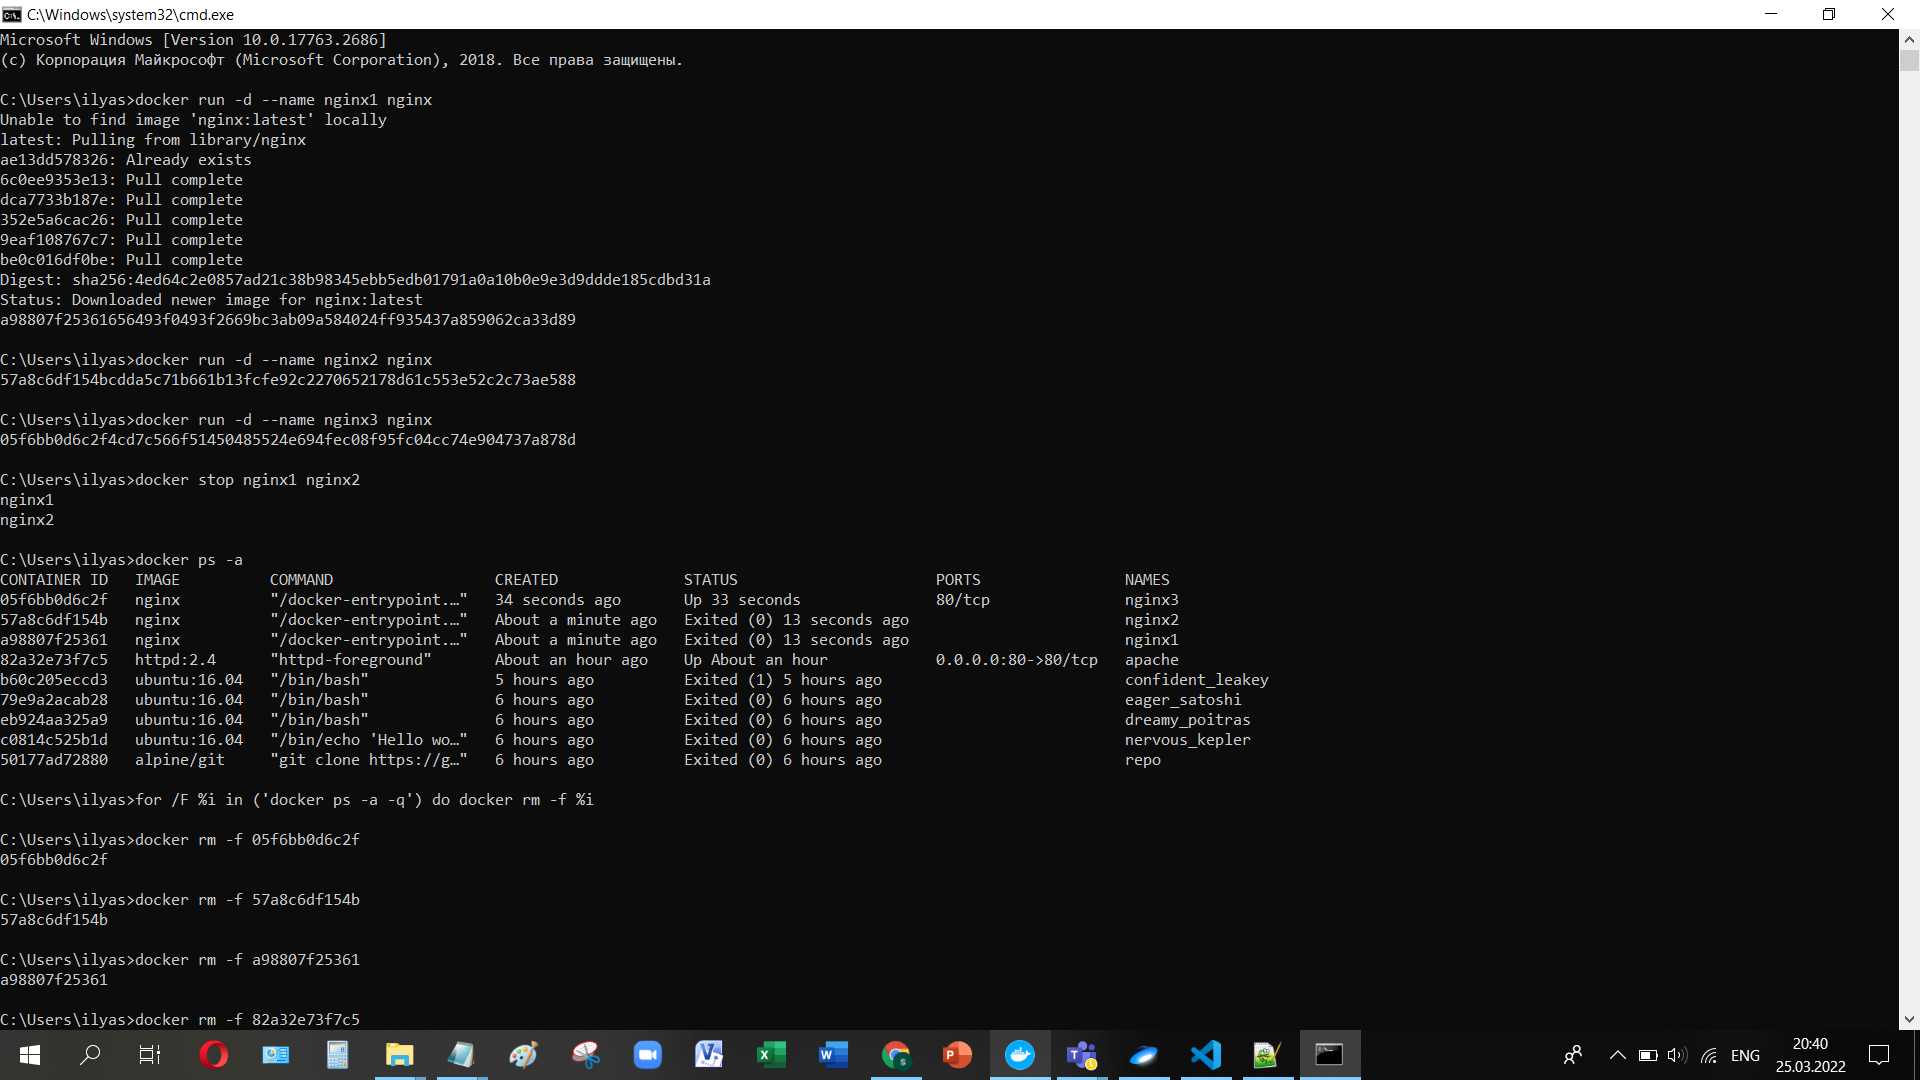 C:\Windows\system32\cmd.exe
Microsoft Windows [Version 10.0.17763.2686]
(c) Корпорация Майкрософт (Microsoft Corporation), 2018. Все права защищены.
C:\Users\ilyas>docker run -d --name nginx1 nginx
Unable to find image 'nginx:latest' locally
latest: Pulling from library/nginx
ae13dd578326: Already exists
6c0ee9353e13: Pull complete
dca7733b187e: Pull complete
352e5a6cac26: Pull complete
9eaf108767c7: Pull complete
be0c016df0be: Pull complete
Digest: sha256:4ed64c2e0857ad21c38b98345ebb5edb01791a0a10b0e9e3d9ddde185cdbd31a
Status: Downloaded newer image for nginx:latest
a98807f25361656493f0493f2669bc3ab09a584024ff935437a859062ca33d89
C:\Users\ilyas>docker run -d --name nginx2 nginx
57a8c6df154bcdda5c71b661b13fcfe92c2270652178d61c553e52c2c73ae588
C:\Users\ilyas>docker run -d --name nginx3 nginx
05f6bb0d6c2f4cd7c566f51450485524e694fec08f95fc04cc74e904737a878d
C:\Users\ilyas>docker stop nginx1 nginx2
nginx1
nginx2
C:\Users\ilyas>docker ps -a
CONTAINER ID   IMAGE          COMMAND                  CREATED              STATUS                      PORTS                NAMES
05f6bb0d6c2f   nginx          "/docker-entrypoint.…"   34 seconds ago       Up 33 seconds               80/tcp               nginx3
57a8c6df154b   nginx          "/docker-entrypoint.…"   About a minute ago   Exited (0) 13 seconds ago                        nginx2
a98807f25361   nginx          "/docker-entrypoint.…"   About a minute ago   Exited (0) 13 seconds ago                        nginx1
82a32e73f7c5   httpd:2.4      "httpd-foreground"       About an hour ago    Up About an hour            0.0.0.0:80->80/tcp   apache
b60c205eccd3   ubuntu:16.04   "/bin/bash"              5 hours ago          Exited (1) 5 hours ago                           confident_leakey
79e9a2acab28   ubuntu:16.04   "/bin/bash"              6 hours ago          Exited (0) 6 hours ago                           eager_satoshi
eb924aa325a9   ubuntu:16.04   "/bin/bash"              6 hours ago          Exited (0) 6 hours ago                           dreamy_poitras
c0814c525b1d   ubuntu:16.04   "/bin/echo 'Hello wo…"   6 hours ago          Exited (0) 6 hours ago                           nervous_kepler
50177ad72880   alpine/git     "git clone https://g…"   6 hours ago          Exited (0) 6 hours ago                           repo
C:\Users\ilyas>for /F %i in ('docker ps -a -q') do docker rm -f %i
C:\Users\ilyas>docker rm -f 05f6bb0d6c2f
05f6bb0d6c2f
C:\Users\ilyas>docker rm -f 57a8c6df154b
57a8c6df154b
C:\Users\ilyas>docker rm -f a98807f25361
a98807f25361
C:\Users\ilyas>docker rm -f 82a32e73f7c5
ENG
20:40
25.03.2022